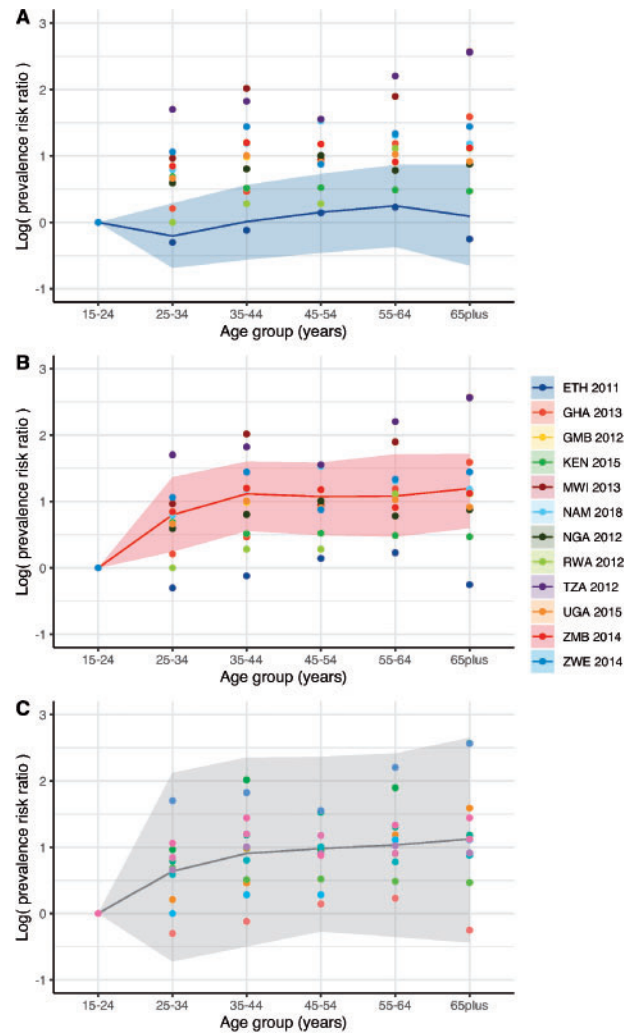 A
Log( prevalence risk ratio )
3
2
1
0
-1
15-24 25-34 35-44 45-54 55-64 65plus
Age group (years)
B
Log( prevalence risk ratio )
3
2
1
0
-1
15-24 25-34 35-44 45-54 55-64 65plus
Age group (years)
ETH 2011
GHA 2013
GMB 2012
KEN 2015
MWI 2013
NAM 2018
NGA 2012
RWA 2012
TZA 2012
UGA 2015
ZMB 2014
ZWE 2014
C
Log( prevalence risk ratio )
3
2
1
0
-1
15-24 25-34 35-44 45-54 55-64 65plus
Age group (years)